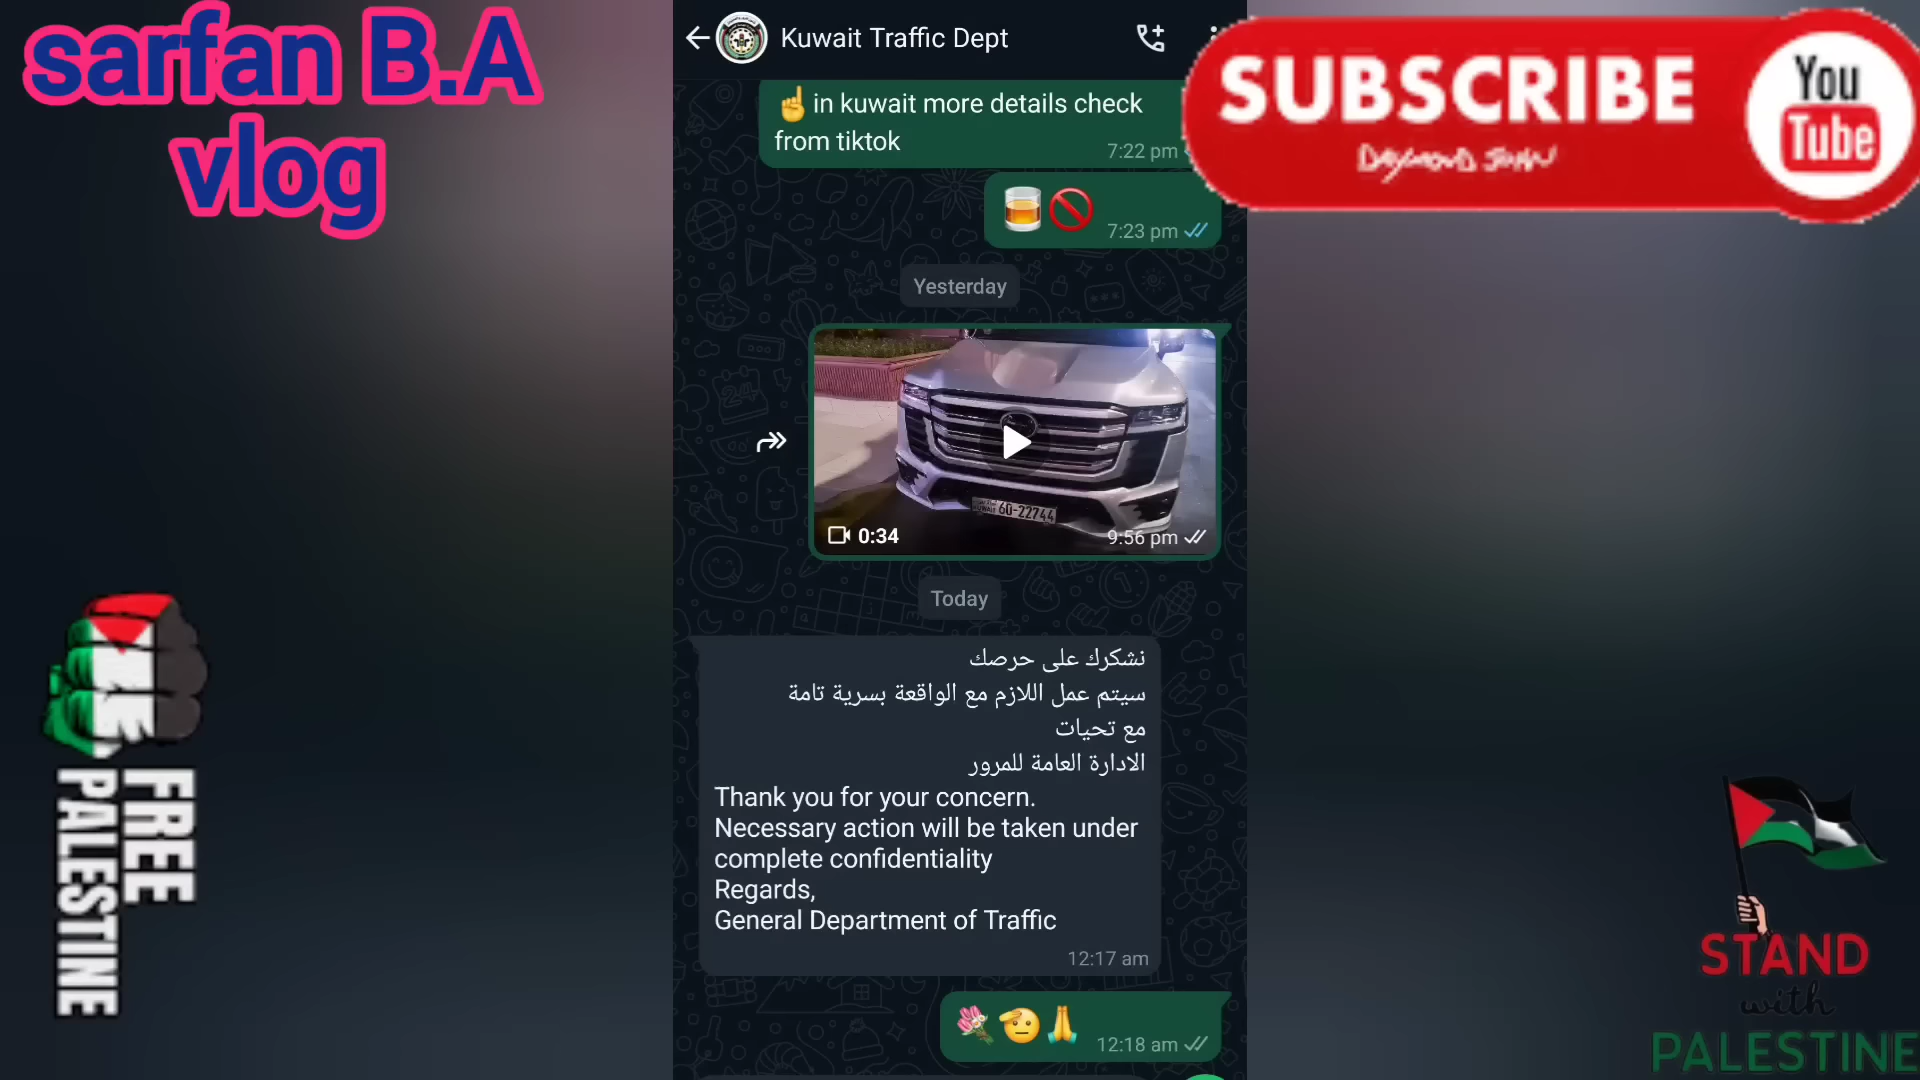 sarfan B.A
vlog
Kuwait Traffic Dept
☝️in kuwait more details check
from tiktok
7:22 pm
🥃🚫
7:23 pm
Yesterday
KUWAIT 60-22744
0:34
9:56 pm
Today
نشكرك على حرصك
سيتم عمل اللازم مع الواقعة بسرية تامة
مع تحيات
الادارة العامة للمرور
Thank you for your concern.
Necessary action will be taken under
complete confidentiality
Regards,
General Department of Traffic
12:17 am
💐🫡🙏
12:18 am
SUBSCRIBE
You
Tube
FREE
PALESTINE
STAND
with
PALESTINE